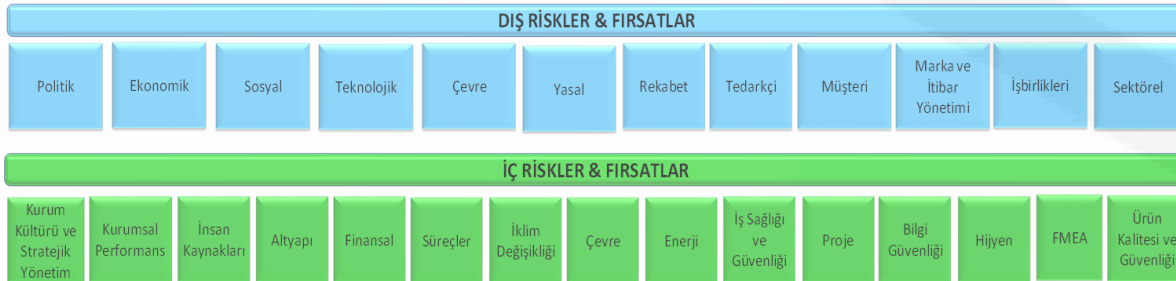 DIŞ RİSKLER & FIRSATLAR
Politik
Ekonomik
Sosyal
Teknolojik
Çevre
Yasal
Rekabet
Tedarkçi
Müşteri
Marka ve
İtibar
Yönetimi
İşbirlikleri
Sektörel
İÇ RİSKLER & FIRSATLAR
Kurum
Kültürü ve
Stratejik
Yönetim
Kurumsal
Performans
İnsan
Kaynakları
Altyapı
Finansal
Süreçler
İklim
Değişikliği
Çevre
Enerji
İş Sağlığı
ve
Güvenliği
Proje
Bilgi
Güvenliği
Hijyen
FMEA
Ürün
Kalitesi ve
Güvenliği